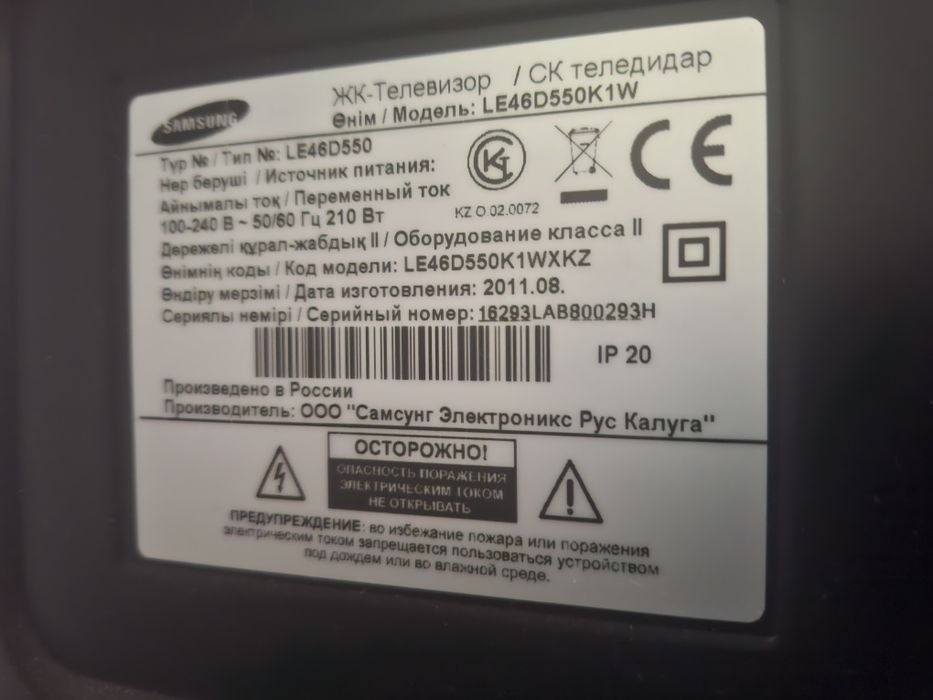 SAMSUNG
ЖК-Телевизор / СК теледидар
Өнім / Модель: LE46D550K1W
Түр № / Тип №: LE46D550
Нәр беруші / Источник питания:
Айнымалы ток / Переменный ток
100-240 В ~ 50/60 Гц 210 Вт
KZ.O.02.0072
Дәрежелі құрал-жабдық II / Оборудование класса II
Өнімнің коды / Код модели: LE46D550K1WXKZ
Өндіру мерзімі / Дата изготовления: 2011.08.
Сериялы немірі / Серийный номер: 16293LAB800293H
IP 20
Произведено в России
Производитель: ООО "Самсунг Электроникс Рус Калуга"
ОСТОРОЖНО!
ОПАСНОСТЬ ПОРАЖЕНИЯ
ЭЛЕКТРИЧЕСКИМ ТОКОМ
НЕ ОТКРЫВАТЬ
ПРЕДУПРЕЖДЕНИЕ: во избежание пожара или поражения
электрическим током запрещается пользоваться устройством
под дождем или во влажной среде.